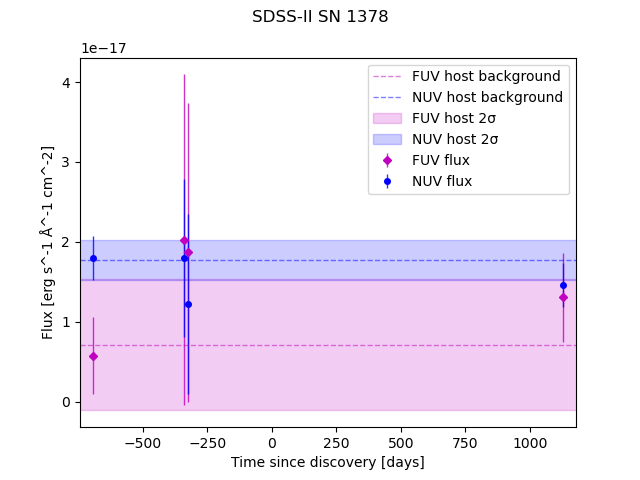 SDSS-II SN 1378
1e−17
FUV host background
NUV host background
FUV host 2σ
NUV host 2σ
FUV flux
NUV flux
4
3
2
1
0
Flux [erg s^-1 Å^-1 cm^-2]
−500 −250 0 250 500 750 1000
Time since discovery [days]